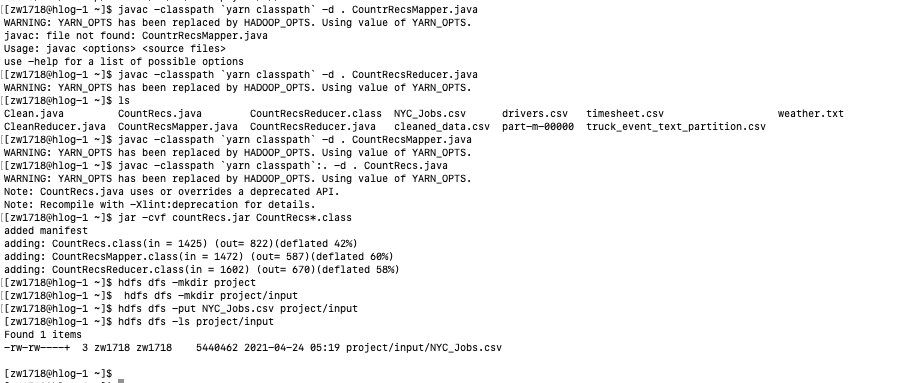 [[zw1718@hlog-1 ~]$ javac -classpath `yarn classpath` -d . CountrRecsMapper.java
WARNING: YARN_OPTS has been replaced by HADOOP_OPTS. Using value of YARN_OPTS.
javac: file not found: CountrRecsMapper.java
Usage: javac <options> <source files>
use -help for a list of possible options
[[zw1718@hlog-1 ~]$ javac -classpath `yarn classpath` -d . CountRecsReducer.java
WARNING: YARN_OPTS has been replaced by HADOOP_OPTS. Using value of YARN_OPTS.
[[zw1718@hlog-1 ~]$ ls
Clean.java CountRecs.java CountRecsReducer.class NYC_Jobs.csv drivers.csv timesheet.csv weather.txt
CleanReducer.java CountRecsMapper.java CountRecsReducer.java cleaned_data.csv part-m-00000 truck_event_text_partition.csv
[[zw1718@hlog-1 ~]$ javac -classpath `yarn classpath` -d . CountRecsMapper.java
WARNING: YARN_OPTS has been replaced by HADOOP_OPTS. Using value of YARN_OPTS.
[[zw1718@hlog-1 ~]$ javac -classpath `yarn classpath`:. -d . CountRecs.java
WARNING: YARN_OPTS has been replaced by HADOOP_OPTS. Using value of YARN_OPTS.
Note: CountRecs.java uses or overrides a deprecated API.
Note: Recompile with -Xlint:deprecation for details.
[[zw1718@hlog-1 ~]$ jar -cvf countRecs.jar CountRecs*.class
added manifest
adding: CountRecs.class(in = 1425) (out= 822)(deflated 42%)
adding: CountRecsMapper.class(in = 1472) (out= 587)(deflated 60%)
adding: CountRecsReducer.class(in = 1602) (out= 670)(deflated 58%)
[[zw1718@hlog-1 ~]$ hdfs dfs -mkdir project
[[zw1718@hlog-1 ~]$  hdfs dfs -mkdir project/input
[[zw1718@hlog-1 ~]$ hdfs dfs -put NYC_Jobs.csv project/input
[[zw1718@hlog-1 ~]$ hdfs dfs -ls project/input
Found 1 items
-rw-rw----+  3 zw1718 zw1718    5440462 2021-04-24 05:19 project/input/NYC_Jobs.csv
[zw1718@hlog-1 ~]$